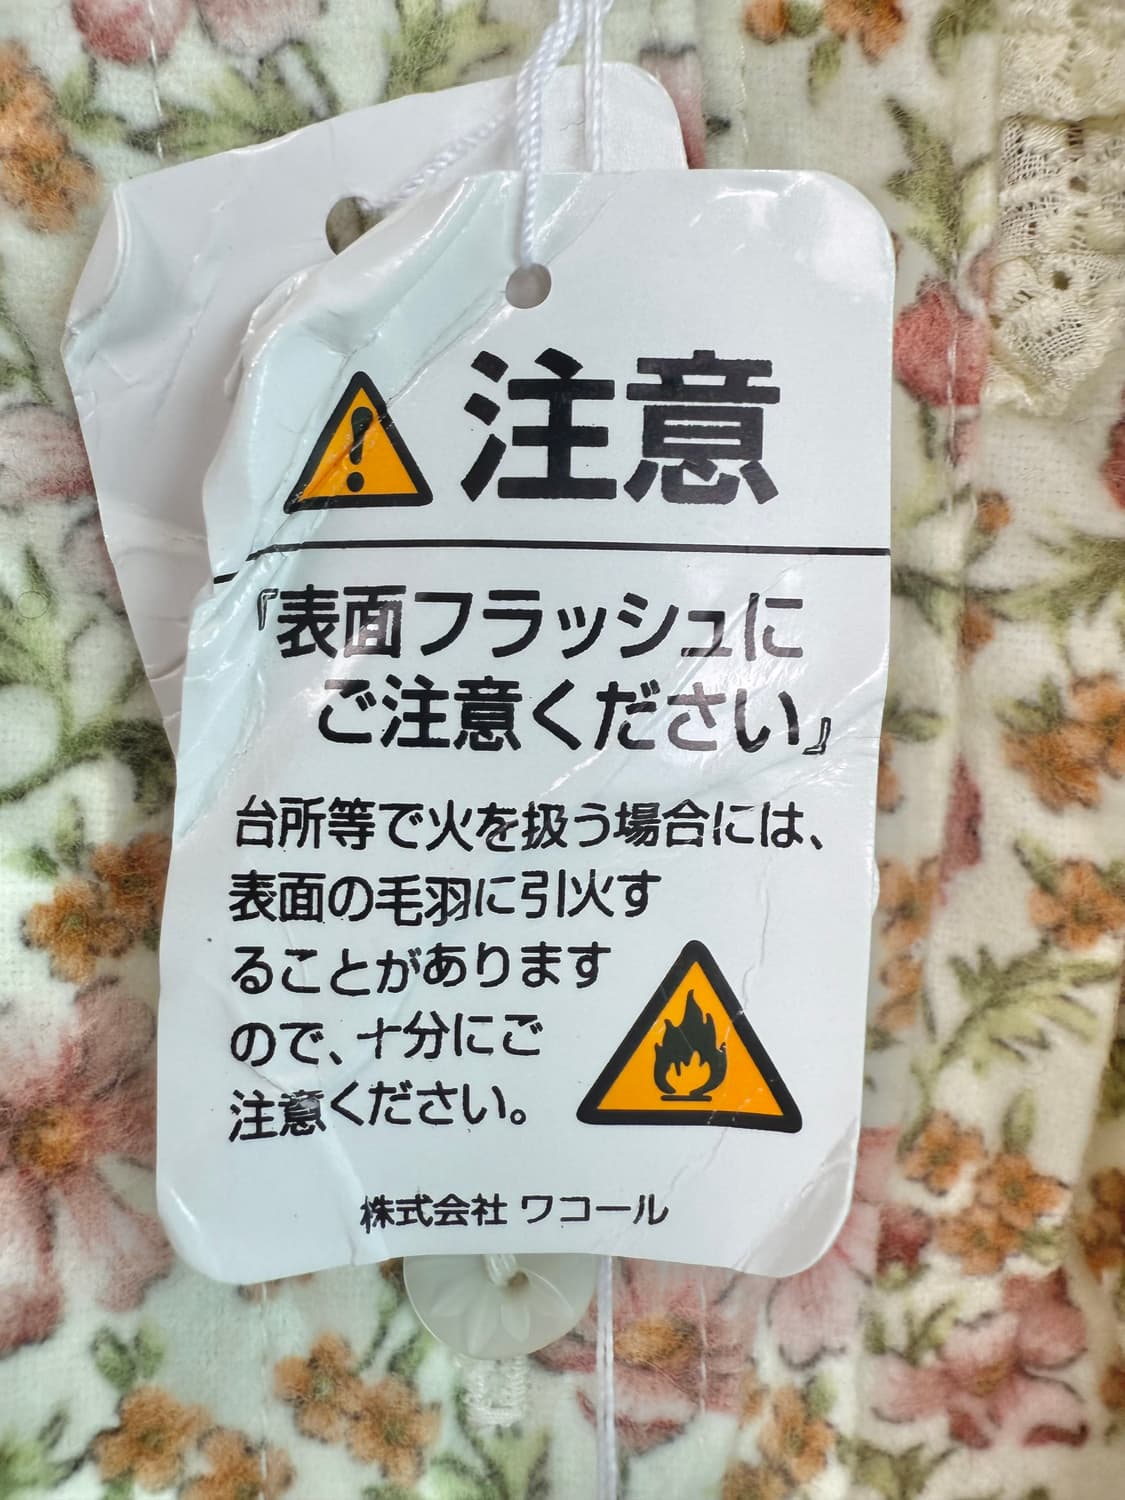 注意
『表面フラッシュに
ご注意ください』
台所等で火を扱う場合には、
表面の毛羽に引火す
ることがあります
ので、十分にご
注意ください。
株式会社 ワコール